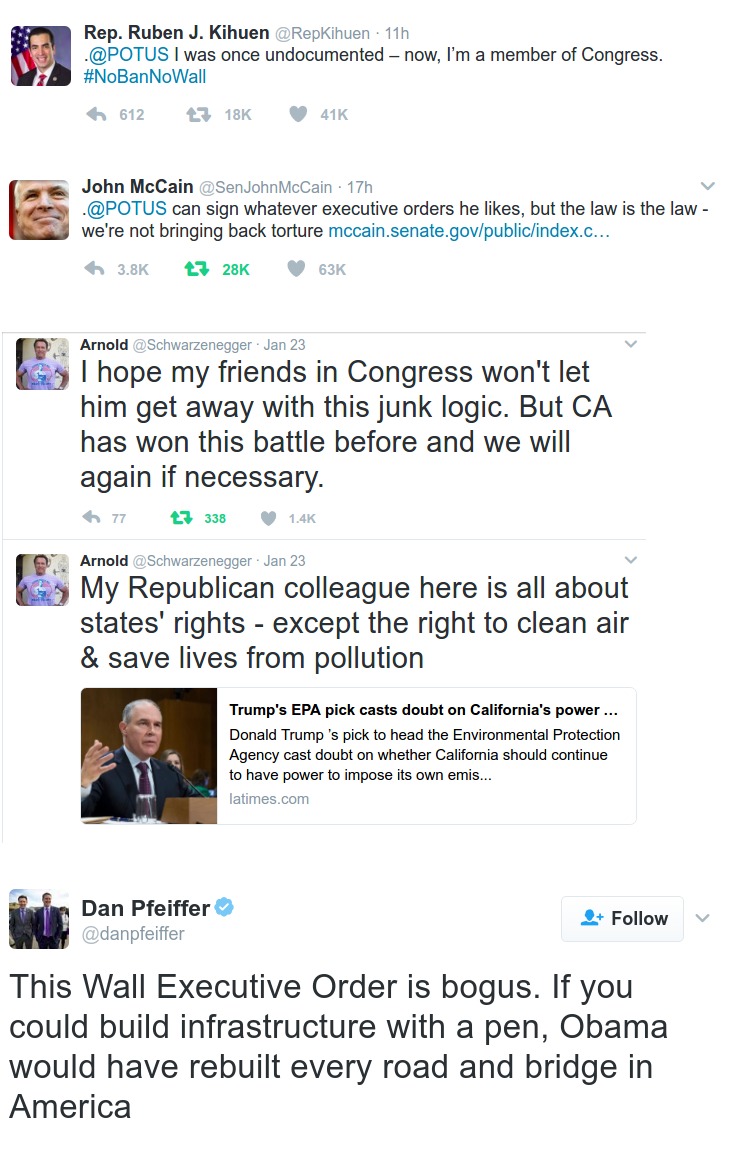 Rep. Ruben J. Kihuen @RepKihuen · 11h
.@POTUS I was once undocumented – now, I'm a member of Congress.
#NoBanNoWall
612 18K 41K
John McCain @SenJohnMcCain · 17h
.@POTUS can sign whatever executive orders he likes, but the law is the law -
we're not bringing back torture mccain.senate.gov/public/index.c…
3.8K 28K 63K
Arnold @Schwarzenegger · Jan 23
I hope my friends in Congress won't let
him get away with this junk logic. But CA
has won this battle before and we will
again if necessary.
77 338 1.4K
Arnold @Schwarzenegger · Jan 23
My Republican colleague here is all about
states' rights - except the right to clean air
& save lives from pollution
Trump's EPA pick casts doubt on California's power ...
Donald Trump 's pick to head the Environmental Protection
Agency cast doubt on whether California should continue
to have power to impose its own emis...
latimes.com
Dan Pfeiffer
@danpfeiffer
Follow
This Wall Executive Order is bogus. If you
could build infrastructure with a pen, Obama
would have rebuilt every road and bridge in
America